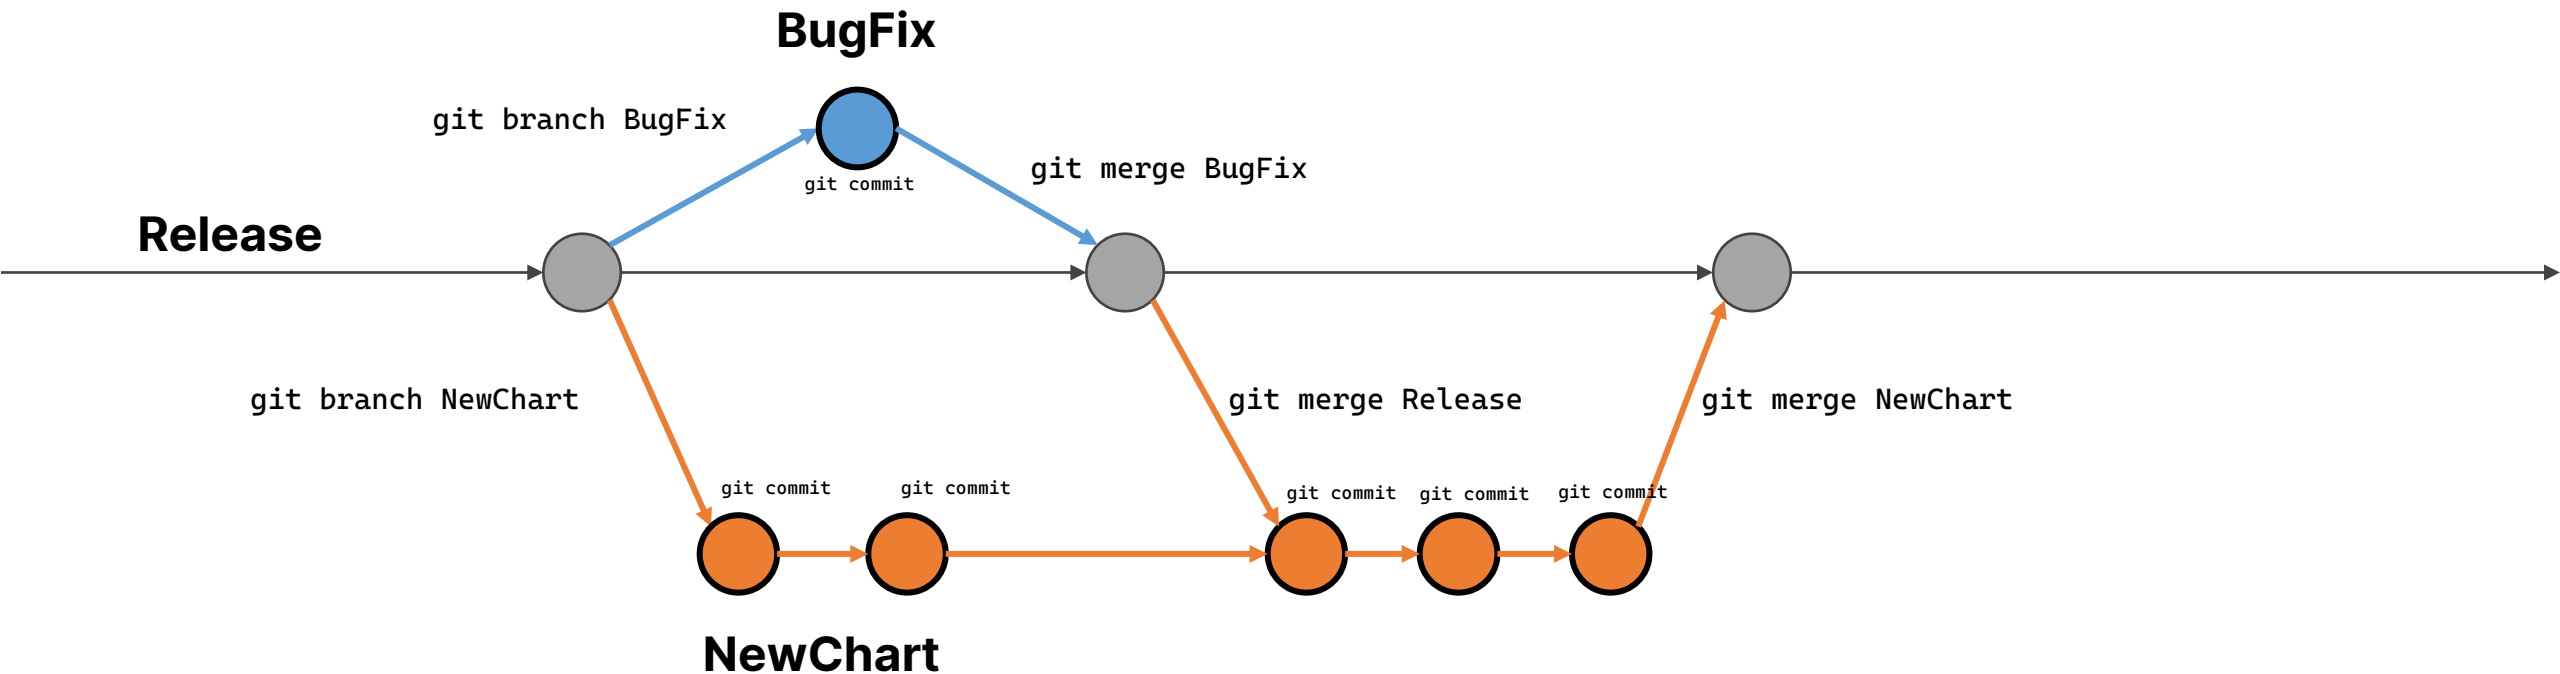 BugFix
git branch BugFix
git merge BugFix
git commit
Release
git branch NewChart
git merge Release
git merge NewChart
git commit
git commit
git commit
git commit
git commit
NewChart